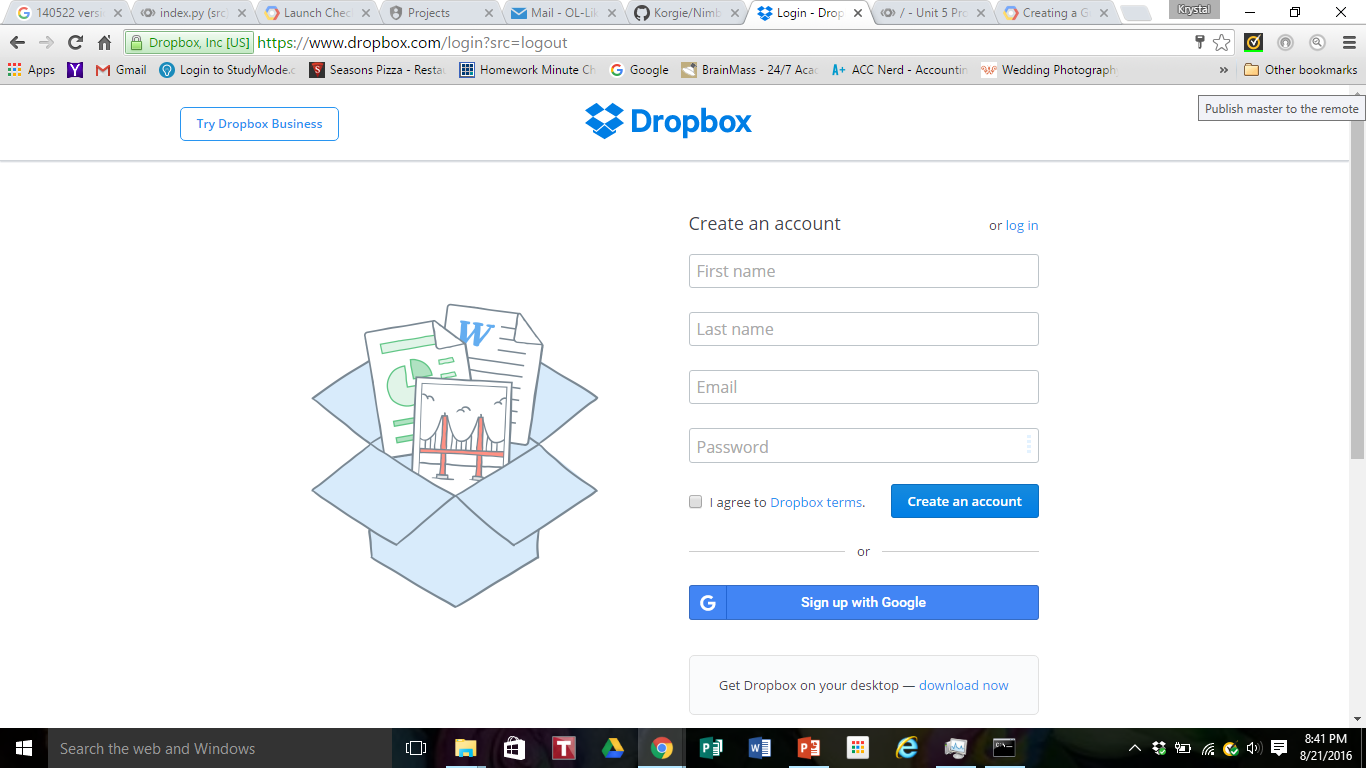 140522 versi
index.py (src
Launch Chec
Projects
Mail - OL-Lik
Korgie/Nimb
Login - Drop
/ - Unit 5 Pro
Creating a G
Krystal
Dropbox, Inc [US]
https://www.dropbox.com/login?src=logout
Apps
Gmail
Login to StudyMode.c
Seasons Pizza - Resta
Homework Minute Ch
Google
BrainMass - 24/7 Acad
A+
ACC Nerd - Accountin
Wedding Photography
»
Other bookmarks
Publish master to the remote
Try Dropbox Business
Dropbox
Create an account
or log in
First name
Last name
Email
Password
I agree to Dropbox terms.
Create an account
or
Sign up with Google
Get Dropbox on your desktop — download now
W
Search the web and Windows
8:41 PM
8/21/2016